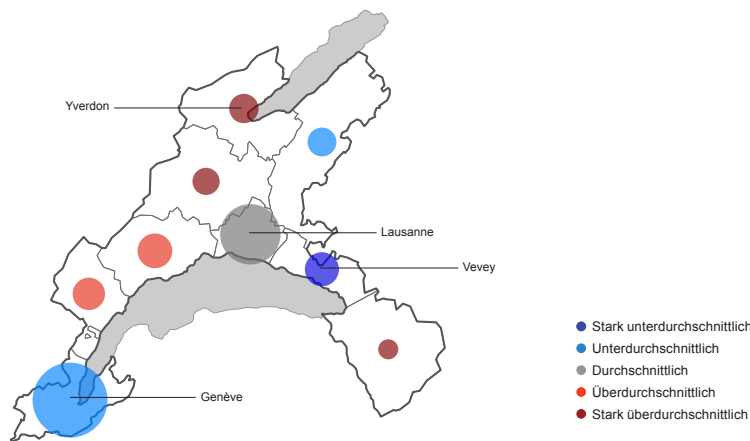 Yverdon
Lausanne
Vevey
Genève
Stark unterdurchschnittlich
Unterdurchschnittlich
Durchschnittlich
Überdurchschnittlich
Stark überdurchschnittlich